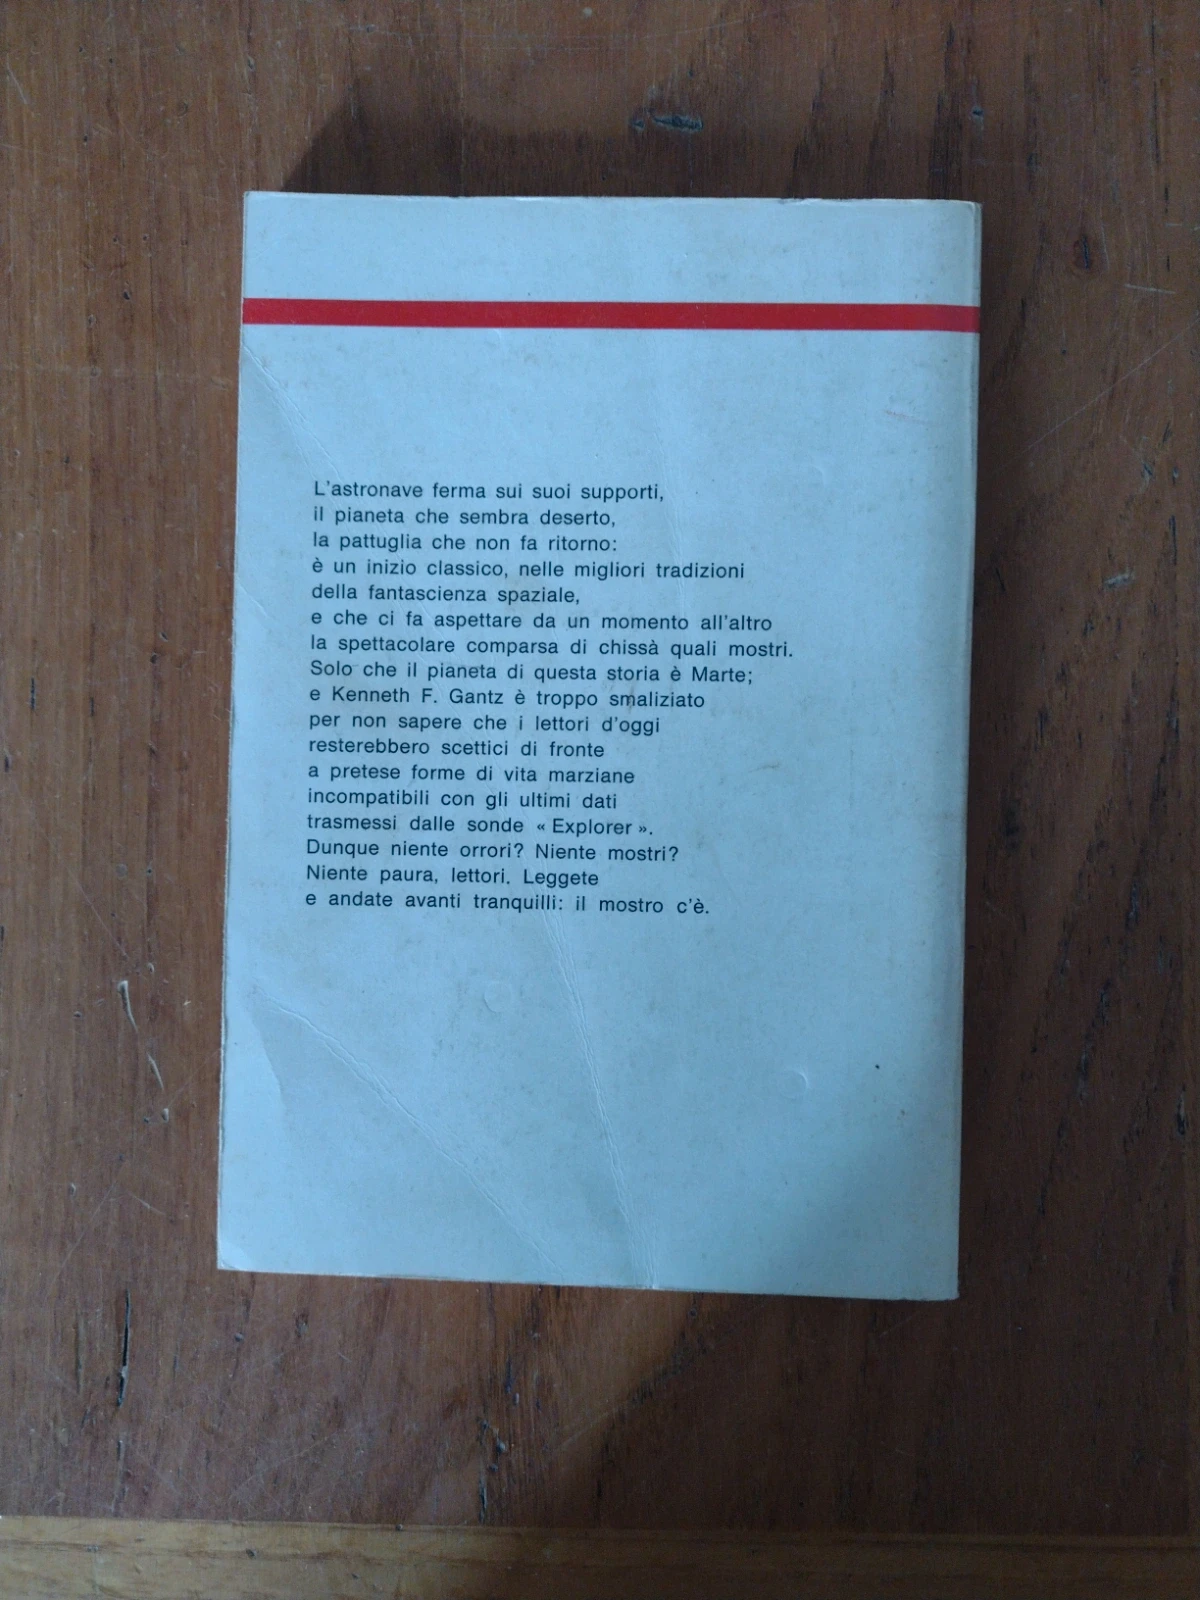 L'astronave ferma sui suoi supporti,
il pianeta che sembra deserto,
la pattuglia che non fa ritorno:
è un inizio classico, nelle migliori tradizioni
della fantascienza spaziale,
e che ci fa aspettare da un momento all'altro
la spettacolare comparsa di chissà quali mostri.
Solo che il pianeta di questa storia è Marte;
e Kenneth F. Gantz è troppo smaliziato
per non sapere che i lettori d'oggi
resterebbero scettici di fronte
a pretese forme di vita marziane
incompatibili con gli ultimi dati
trasmessi dalle sonde « Explorer ».
Dunque niente orrori? Niente mostri?
Niente paura, lettori. Leggete
e andate avanti tranquilli: il mostro c'è.